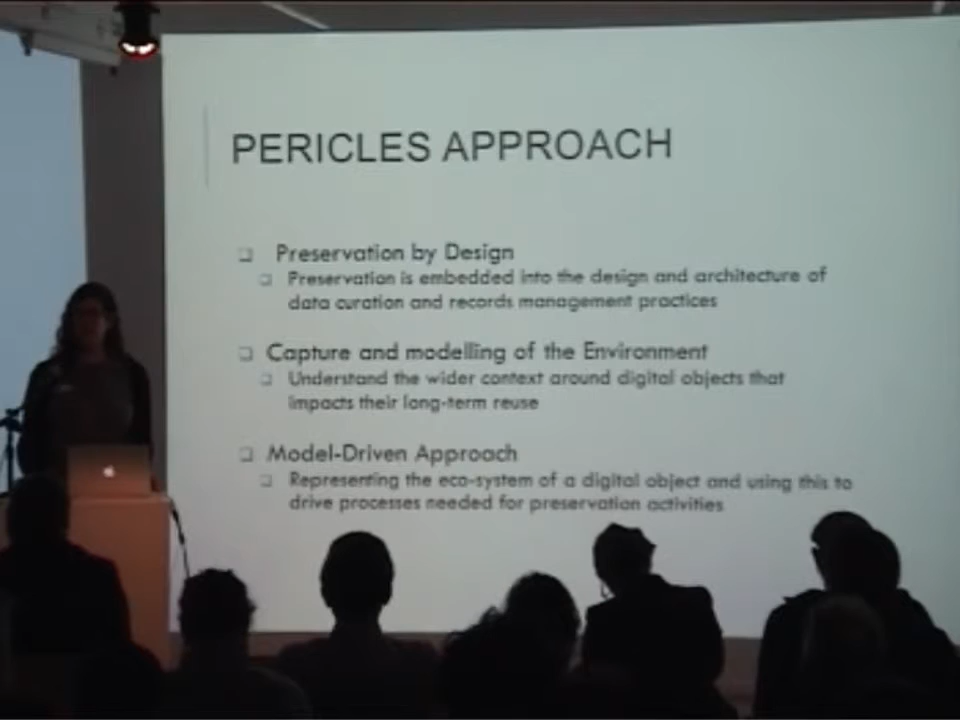 PERICLES APPROACH
Preservation by Design
Preservation is embedded into the design and architecture of
data curation and records management practices
Capture and modelling of the Environment
Understand the wider context around digital objects that
impacts their long-term reuse
Model-Driven Approach
Representing the eco-system of a digital object and using this to
drive processes needed for preservation activities